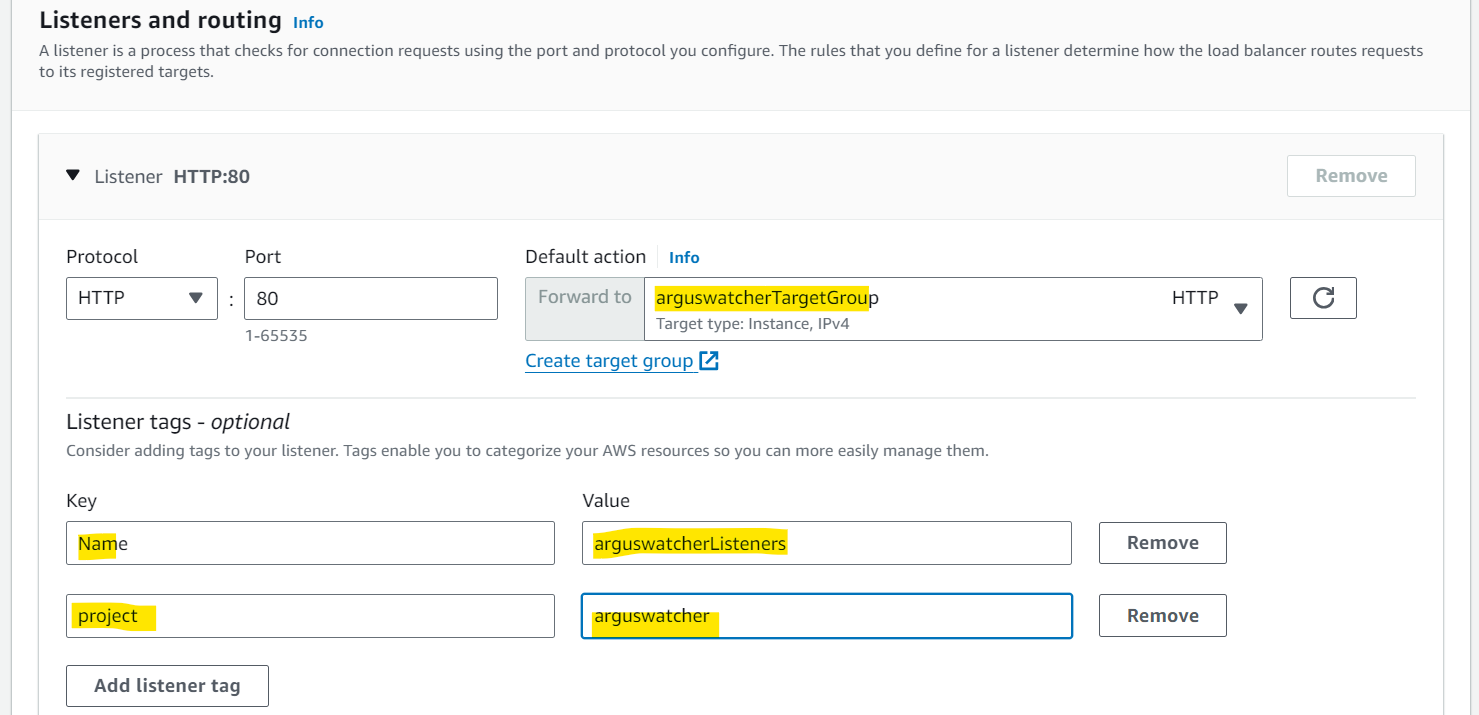 Listeners and routing Info
A listener is a process that checks for connection requests using the port and protocol you configure. The rules that you define for a listener determine how the load balancer routes requests
to its registered targets.
Listener HTTP:80
Remove
Protocol Port Default action Info
HTTP : 80 Forward to arguswatcherTargetGroup HTTP
Target type: Instance, IPv4
1-65535
Create target group
Listener tags - optional
Consider adding tags to your listener. Tags enable you to categorize your AWS resources so you can more easily manage them.
Key Value
Name arguswatcherListeners Remove
project arguswatcher Remove
Add listener tag